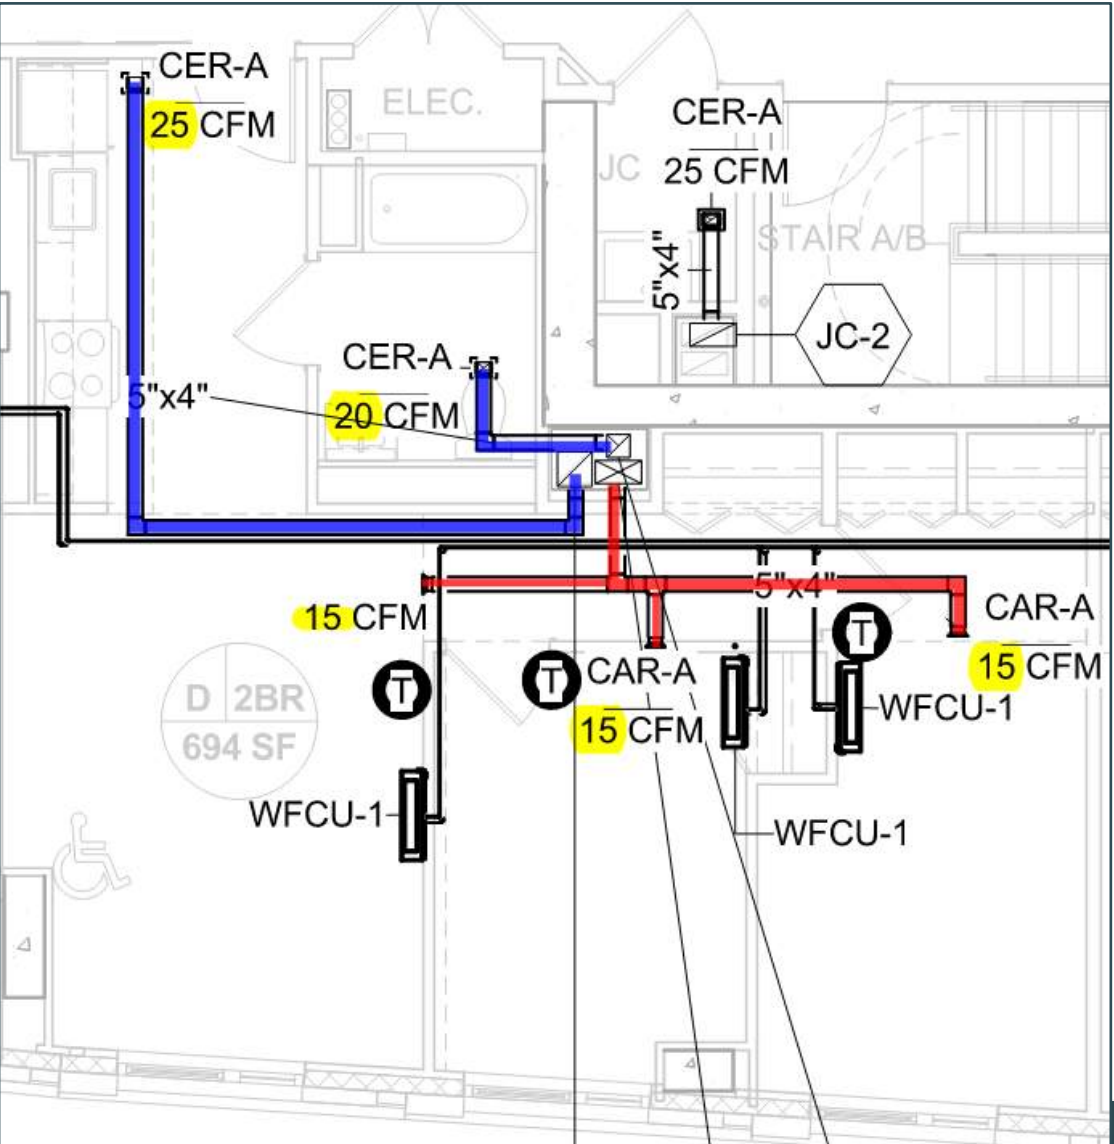 CER-A
25 CFM
ELEC.
CER-A
25 CFM
JC
STAIR A/B
5"x4"
JC-2
CER-A
5"x4"
20 CFM
5"x4"
15 CFM
CAR-A
15 CFM
T
T
T
CAR-A
15 CFM
D 2BR
694 SF
WFCU-1
WFCU-1
WFCU-1